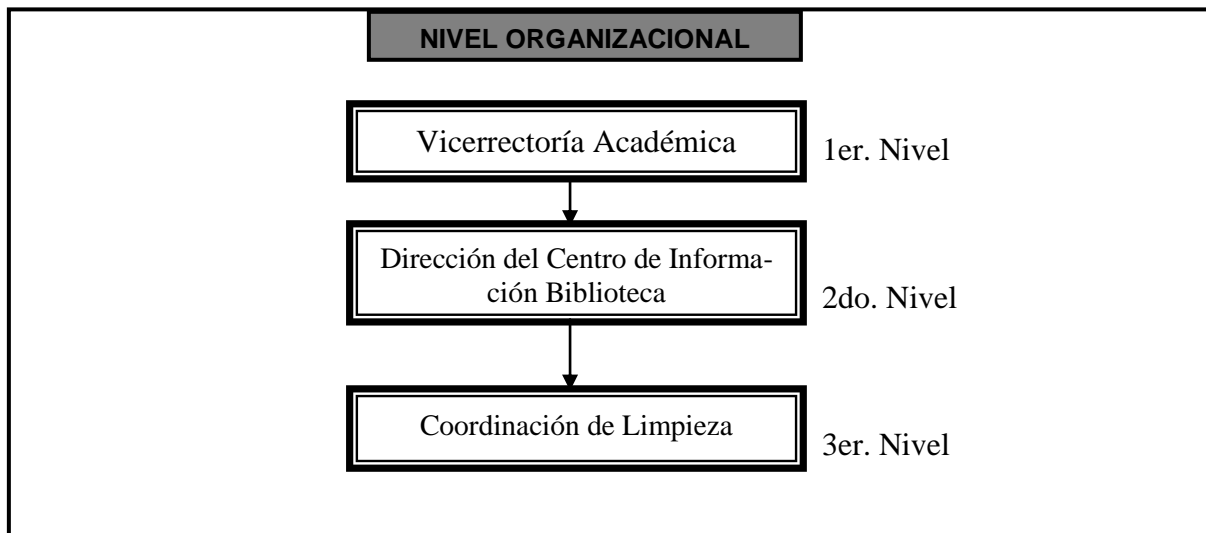 NIVEL ORGANIZACIONAL
Vicerrectoría Académica
1er. Nivel
Dirección del Centro de Informa-
ción Biblioteca
2do. Nivel
Coordinación de Limpieza
3er. Nivel